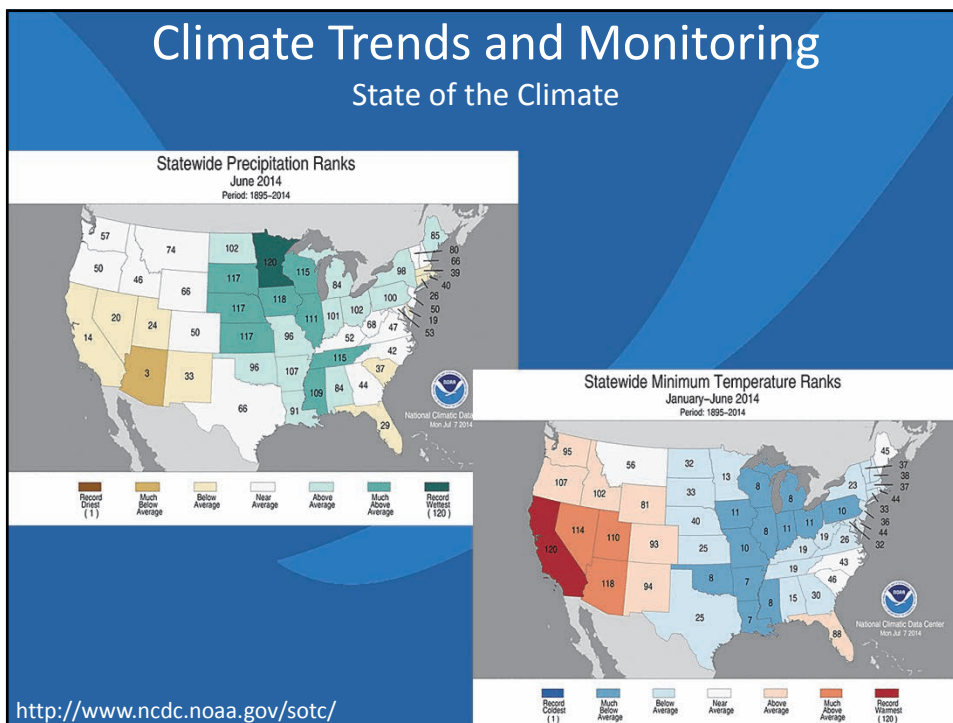 Climate Trends and Monitoring
State of the Climate
Statewide Precipitation Ranks
June 2014
Period: 1895–2014
57
74
102
120
115
84
98
85
80
66
39
40
26
50
19
53
50
46
66
117
118
117
111
101
102
100
68
47
14
20
24
50
117
96
52
115
42
37
3
33
96
107
109
84
44
66
91
29
NOAA
National Climatic Data
Mon Jul 7 2014
Record
Driest
(1)
Much
Below
Average
Below
Average
Near
Average
Above
Average
Much
Above
Average
Record
Wettest
(120)
Statewide Minimum Temperature Ranks
January–June 2014
Period: 1895–2014
95
56
32
13
8
8
23
45
37
38
37
44
33
36
44
32
107
102
81
33
11
10
40
8
11
11
19
26
120
114
110
93
25
10
19
19
43
46
118
94
8
7
8
15
30
25
7
88
NOAA
National Climatic Data Center
Mon Jul 7 2014
Record
Coldest
(1)
Much
Below
Average
Below
Average
Near
Average
Above
Average
Much
Above
Average
Record
Warmest
(120)
http://www.ncdc.noaa.gov/sotc/